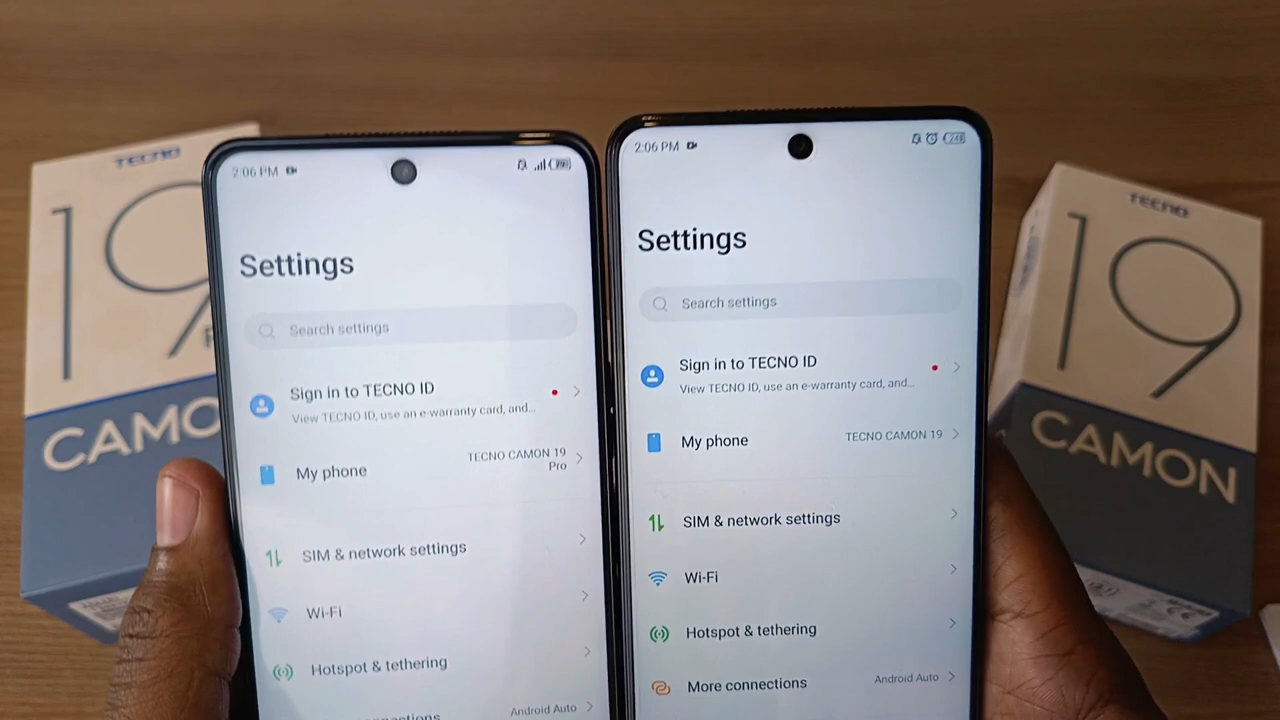 TECNO
19
CAMO
2:06 PM
Settings
Search settings
Sign in to TECNO ID
View TECNO ID, use an e-warranty card, and...
My phone
TECNO CAMON 19
Pro
SIM & network settings
Wi-Fi
Hotspot & tethering
Android Auto
2:06 PM
Settings
Search settings
Sign in to TECNO ID
View TECNO ID, use an e-warranty card, and...
My phone
TECNO CAMON 19
SIM & network settings
Wi-Fi
Hotspot & tethering
More connections
Android Auto
TECNO
19
CAMON